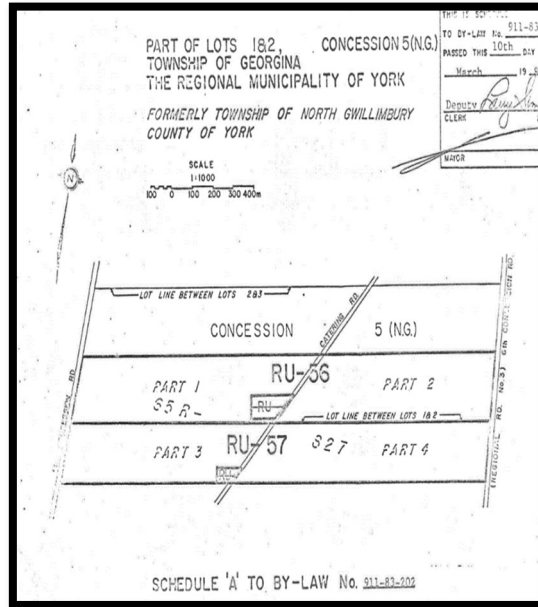 THIS IS SCHEDULE
TO BY-LAW No. 911-83
PASSED THIS 10th DAY
March 19
Deputy
CLERK
MAYOR
PART OF LOTS 1&2, CONCESSION 5 (N.G.)
TOWNSHIP OF GEORGINA
THE REGIONAL MUNICIPALITY OF YORK
FORMERLY TOWNSHIP OF NORTH GWILLIMBURY
COUNTY OF YORK
N
SCALE
1:1000
100 0 100 200 300 400m
LOT LINE BETWEEN LOTS 2&3
CATERING RD.
CONCESSION 5 (N.G.)
RU-56
PART 1 PART 2
S5R-
RU
LOT LINE BETWEEN LOTS 1&2
PART 3 RU-57 827 PART 4
RD
(REGIONAL RD. No. 3) 6th CONCESSION RD.
SCHEDULE 'A' TO BY-LAW No. 911-83-202